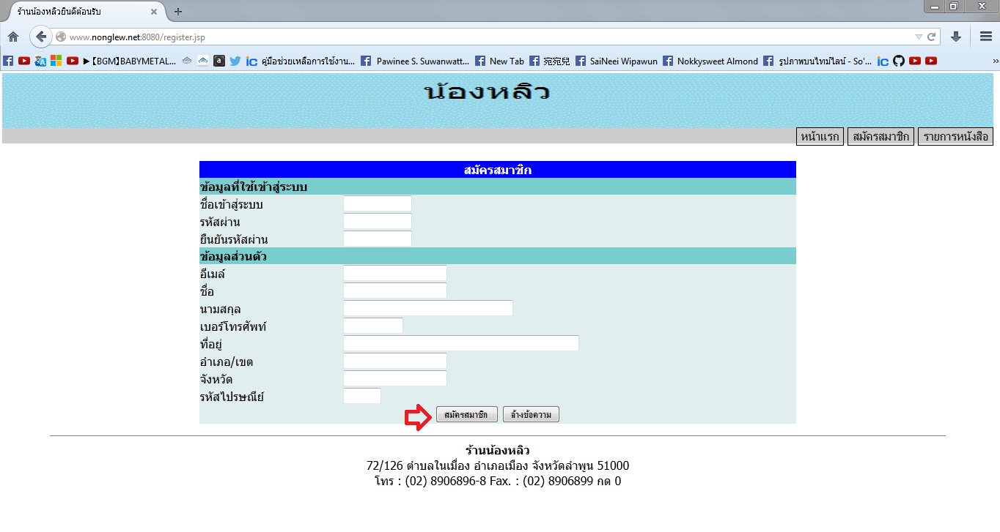 ร้านน้องหลิวยินดีต้อนรับ
www.nonglew.net:8080/register.jsp
►【BGM】BABYMETAL... a ic คู่มือช่วยเหลือการใช้งาน... Pawinee S. Suwanwatt... New Tab 宛宛兒 SaiNeei Wipawun Nokkysweet Almond รูปภาพบนไทม์ไลน์ - So'... ic »
น้องหลิว
หน้าแรก สมัครสมาชิก รายการหนังสือ
สมัครสมาชิก
ข้อมูลที่ใช้เข้าสู่ระบบ
ชื่อเข้าสู่ระบบ
รหัสผ่าน
ยืนยันรหัสผ่าน
ข้อมูลส่วนตัว
อีเมล์
ชื่อ
นามสกุล
เบอร์โทรศัพท์
ที่อยู่
อำเภอ/เขต
จังหวัด
รหัสไปรษณีย์
สมัครสมาชิก ล้างข้อความ
ร้านน้องหลิว
72/126 ตำบลในเมื่อง อำเภอเมือง จังหวัดลำพูน 51000
โทร : (02) 8906896-8 Fax. : (02) 8906899 กด 0